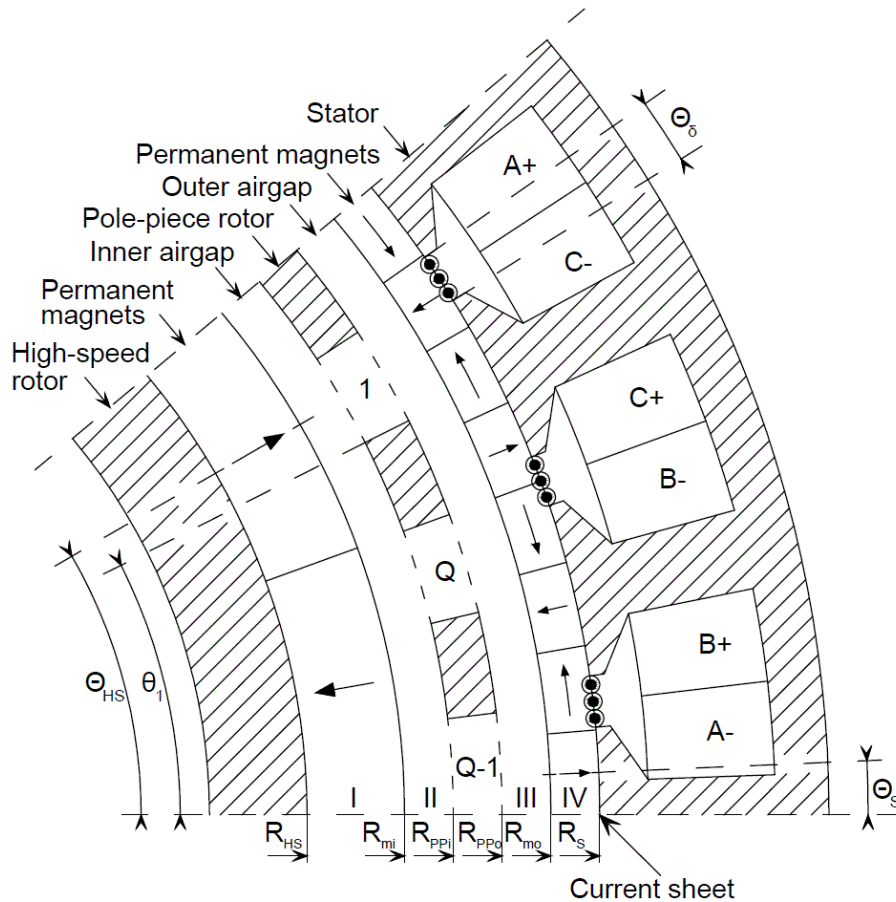 Stator
Permanent magnets
Outer airgap
Pole-piece rotor
Inner airgap
Permanent
magnets
High-speed
rotor
Θδ
A+
C-
C+
B-
B+
A-
1
Q
Q-1
ΘHS
θ1
ΘS
I
II
III
IV
RHS
Rmi
RPPi
RPPo
Rmo
RS
Current sheet